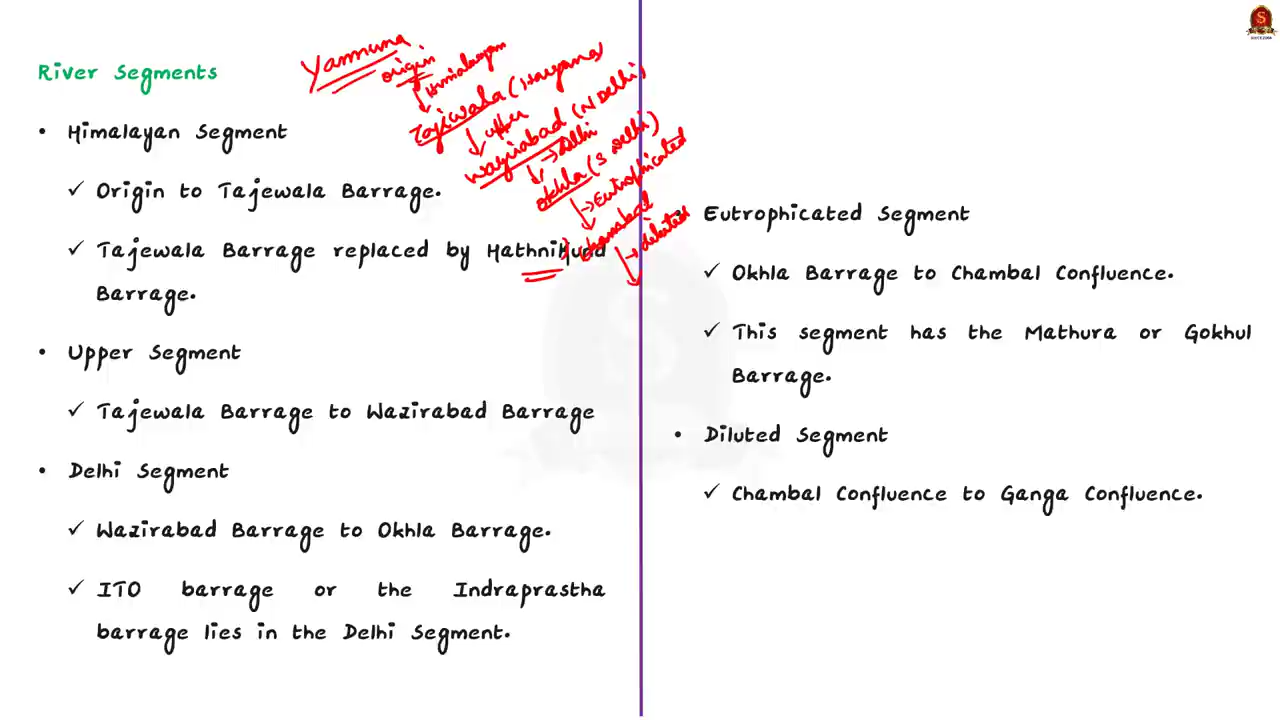 River Segments
• Himalayan Segment
✓ Origin to Tajewala Barrage.
✓ Tajewala Barrage replaced by Hathnikund
Barrage.
• Upper Segment
✓ Tajewala Barrage to Wazirabad Barrage
• Delhi Segment
✓ Wazirabad Barrage to Okhla Barrage.
✓ ITO barrage or the Indraprastha
barrage lies in the Delhi Segment.
Yamuna
origin
Himalayan
Tajiwala (Haryana)
upper
Wazirabad (N Delhi)
Delhi
Okhla (S Delhi)
Eutrophicated
Chambal
diluted
• Eutrophicated Segment
✓ Okhla Barrage to Chambal Confluence.
✓ This segment has the Mathura or Gokhul
Barrage.
• Diluted Segment
✓ Chambal Confluence to Ganga Confluence.